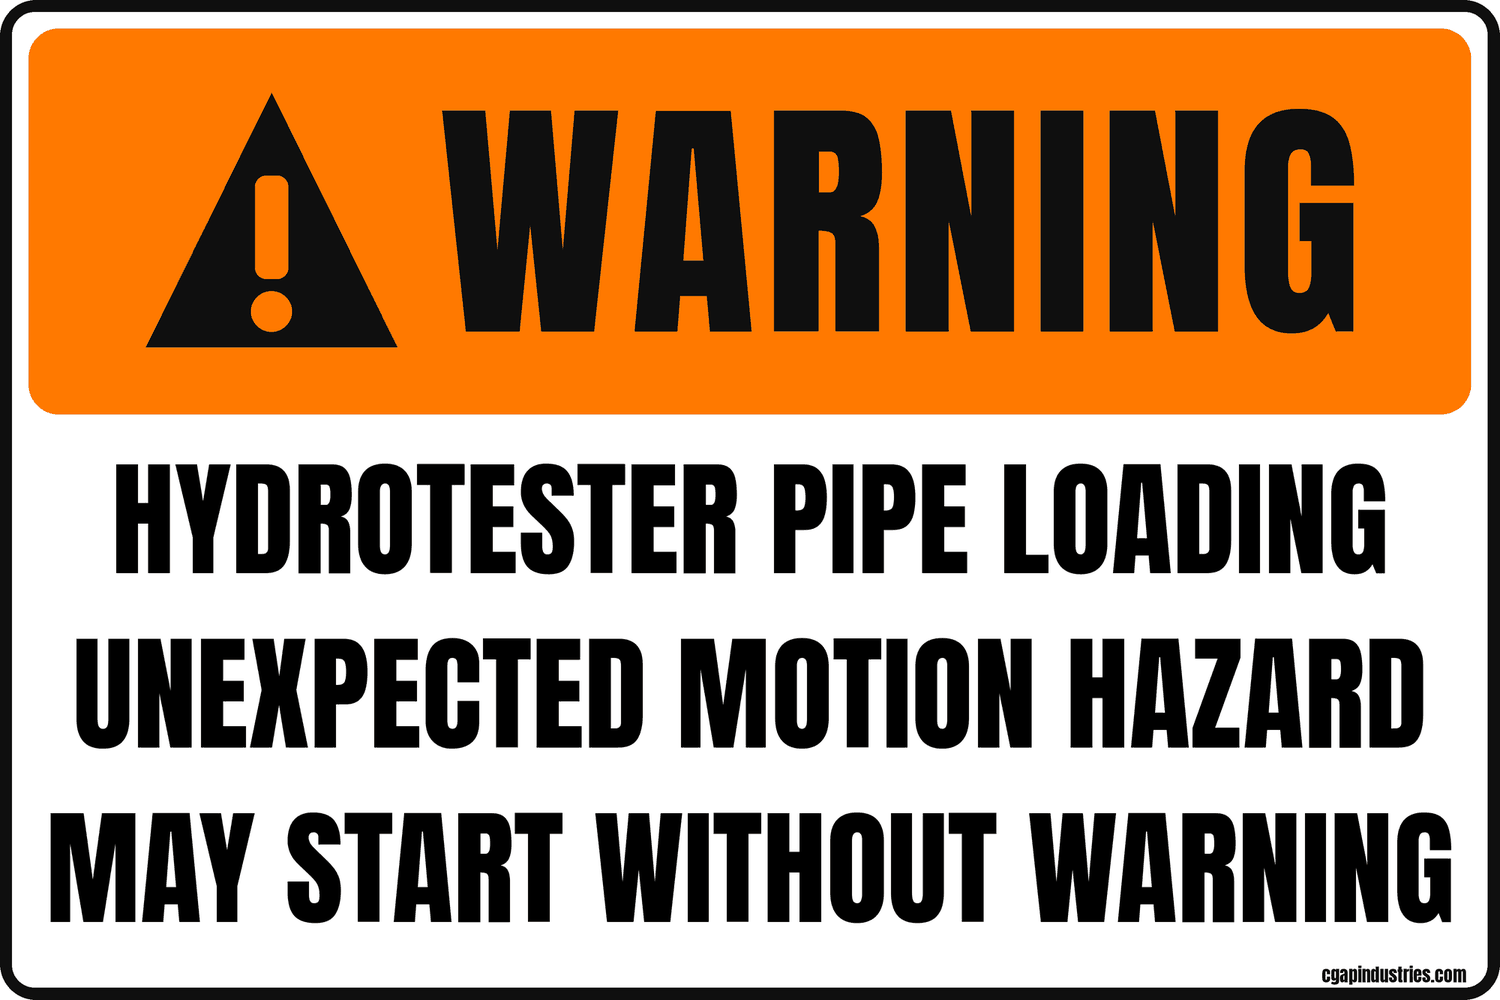 WARNING
HYDROTESTER PIPE LOADING
UNEXPECTED MOTION HAZARD
MAY START WITHOUT WARNING
cgapindustries.com